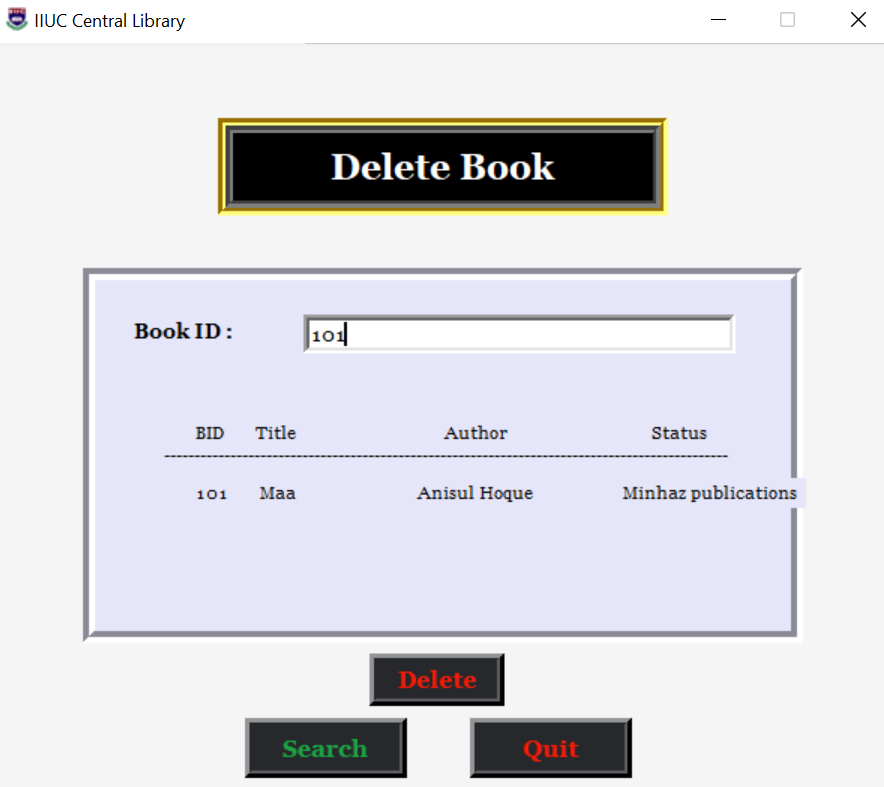 IIUC Central Library
Delete Book
Book ID : 101
BID Title Author Status
--------------------------------------------------------------------------------------------
101 Maa Anisul Hoque Minhaz publications
Delete
Search Quit